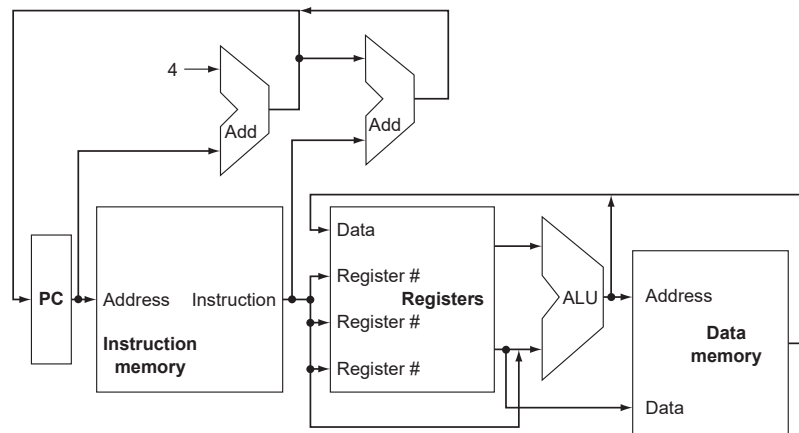 4
Add
Add
Data
Register #
Register #
Register #
Registers
PC
Address
Instruction
Instruction
memory
ALU
Address
Data
memory
Data